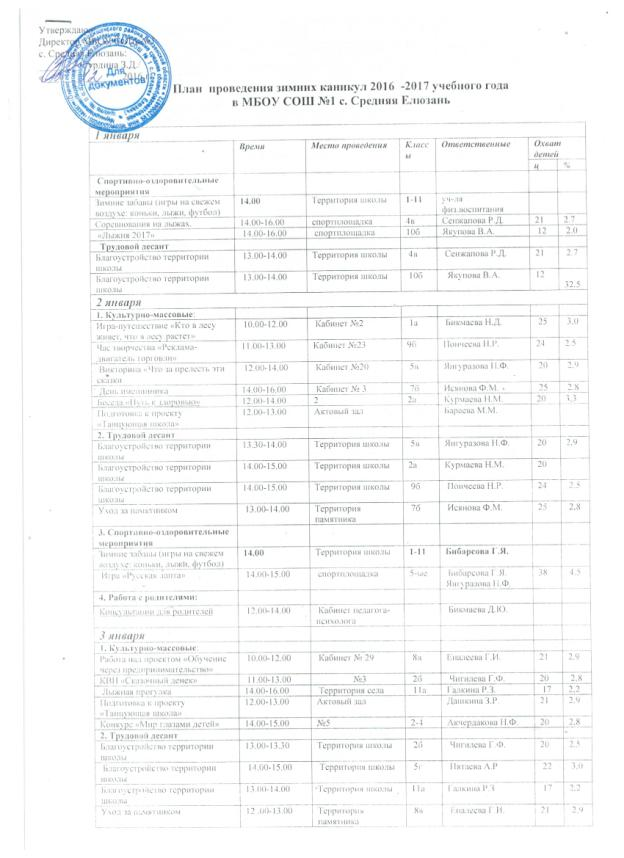 Утверждаю:
Директор
с. Средняя Елюзань:
Для
документов
План проведения зимних каникул 2016 -2017 учебного года
в МБОУ СОШ №1 с. Средняя Елюзань
1 января
Время Место проведения Классы Ответственные Охват детей
ц %
Спортивно-оздоровительные
мероприятия
Зимние забавы (игры на свежем 14.00 Территория школы 1-11 уч-ля
воздухе: коньки, лыжи, футбол) физ.воспитания
Соревнования на лыжах. 14.00-16.00 спортплощадка 4в Сенжапова Р.Д. 21 2.7
«Лыжня 2017» 14.00-16.00 спортплощадка 10б Якупова В.А. 12 2.0
Трудовой десант
Благоустройство территории 13.00-14.00 Территория школы 4в Сенжапова Р.Д. 21 2.7
школы
Благоустройство территории 13.00-14.00 Территория школы 10б Якупова В.А. 12
школы 32.5
2 января
1. Культурно-массовые:
Игра-путешествие «Кто в лесу 10.00-12.00 Кабинет №2 1а Бикмаева Н.Д. 25 3,0
живет, что в лесу растет»
Час творчества «Реклама- 11.00-13.00 Кабинет №23 9б Пончеева Н.Р. 24 2.5
двигатель торговли»
Викторина «Что за прелесть эти 12.00-14.00 Кабинет №20 5а Янгуразова Н.Ф. 20 2,9
сказки
День именинника 14.00-16.00 Кабинет № 3 7б Исянова Ф.М. 25 2.8
Беседа «Путь к здоровью» 12.00-14.00 2 2а Курмаева Н.М. 20 3,3
Подготовка к проекту 12.00-13.00 Актовый зал Бареева М.М.
«Танцующая школа»
2. Трудовой десант
Благоустройство территории 13.30-14.00 Территория школы 5а Янгуразова Н.Ф. 20 2,9
школы
Благоустройство территории 14.00-15.00 Территория школы 2а Курмаева Н.М. 20
школы
Благоустройство территории 14.00-15.00 Территория школы 9б Пончеева Н.Р. 24 2.5
школы
Уход за памятником 13.00-14.00 Территория 7б Исянова Ф.М. 25 2.8
памятника
3. Спортивно-оздоровительные
мероприятия
Зимние забавы (игры на свежем 14.00 Территория школы 1-11 Бибарсова Г.Я.
воздухе: коньки, лыжи, футбол)
Игра «Русская лапта» 14.00-15.00 спортплощадка 5-ые Бибарсова Г.Я. 38 4.5
Янгуразова Н.Ф.
4. Работа с родителями:
Консультации для родителей 12.00-14.00 Кабинет педагога- Бикмаева Д.Ю.
психолога
3 января
1. Культурно-массовые:
Работа над проектом «Обучение 10.00-12.00 Кабинет № 29 8а Еналеева Г.И. 21 2.9
через предпринимательство»
КВН «Сказочный денек» 11.00-13.00 №3 2б Чигилева Г.Ф. 20 2,8
Лыжная прогулка 14.00-16.00 Территория села 11а Галкина Р.З. 17 2,2
Подготовка к проекту 12.00-13.00 Актовый зал Дашкина З.Р. 21 2,9
«Танцующая школа»
Конкурс «Мир глазами детей» 14.00-15.00 №5 2-4 Акчердакова Н.Ф. 20 2,8
2. Трудовой десант
Благоустройство территории 13.00-13.30 Территория школы 2б Чигилева Г.Ф. 20 2,5
школы
Благоустройство территории 14.00-15.00 Территория школы 5г Пятаева А.Р 22 3,0
школы
Благоустройство территории 13.00-14.00 Территория школы 11а Галкина Р.З 17 2,2
школы
Уход за памятником 12.00-13.00 Территория 8а Еналеева Г.И. 21 2.9
памятника